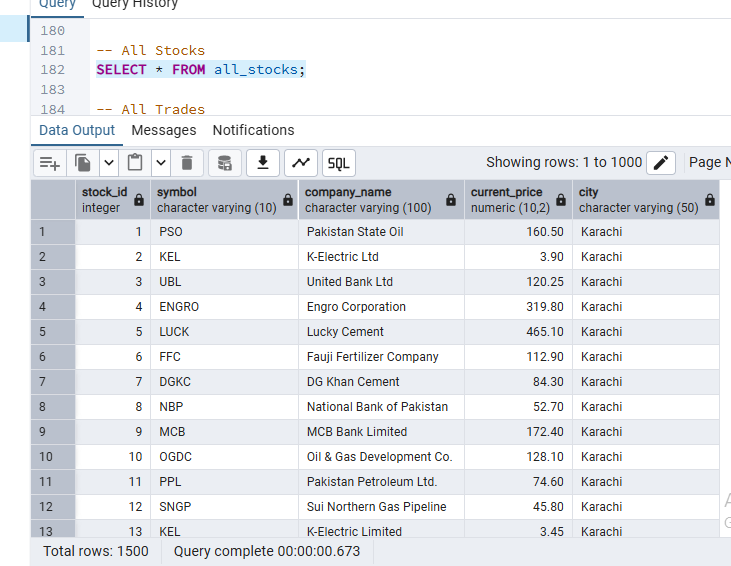 Query Query History
180
181 -- All Stocks
182 SELECT * FROM all_stocks;
183
184 -- All Trades
Data Output Messages Notifications
SQL Showing rows: 1 to 1000 Page N
stock_id integer symbol character varying (10) company_name character varying (100) current_price numeric (10,2) city character varying (50)
1 1 PSO Pakistan State Oil 160.50 Karachi
2 2 KEL K-Electric Ltd 3.90 Karachi
3 3 UBL United Bank Ltd 120.25 Karachi
4 4 ENGRO Engro Corporation 319.80 Karachi
5 5 LUCK Lucky Cement 465.10 Karachi
6 6 FFC Fauji Fertilizer Company 112.90 Karachi
7 7 DGKC DG Khan Cement 84.30 Karachi
8 8 NBP National Bank of Pakistan 52.70 Karachi
9 9 MCB MCB Bank Limited 172.40 Karachi
10 10 OGDC Oil & Gas Development Co. 128.10 Karachi
11 11 PPL Pakistan Petroleum Ltd. 74.60 Karachi
12 12 SNGP Sui Northern Gas Pipeline 45.80 Karachi
13 13 KEL K-Electric Limited 3.45 Karachi
Total rows: 1500 Query complete 00:00:00.673